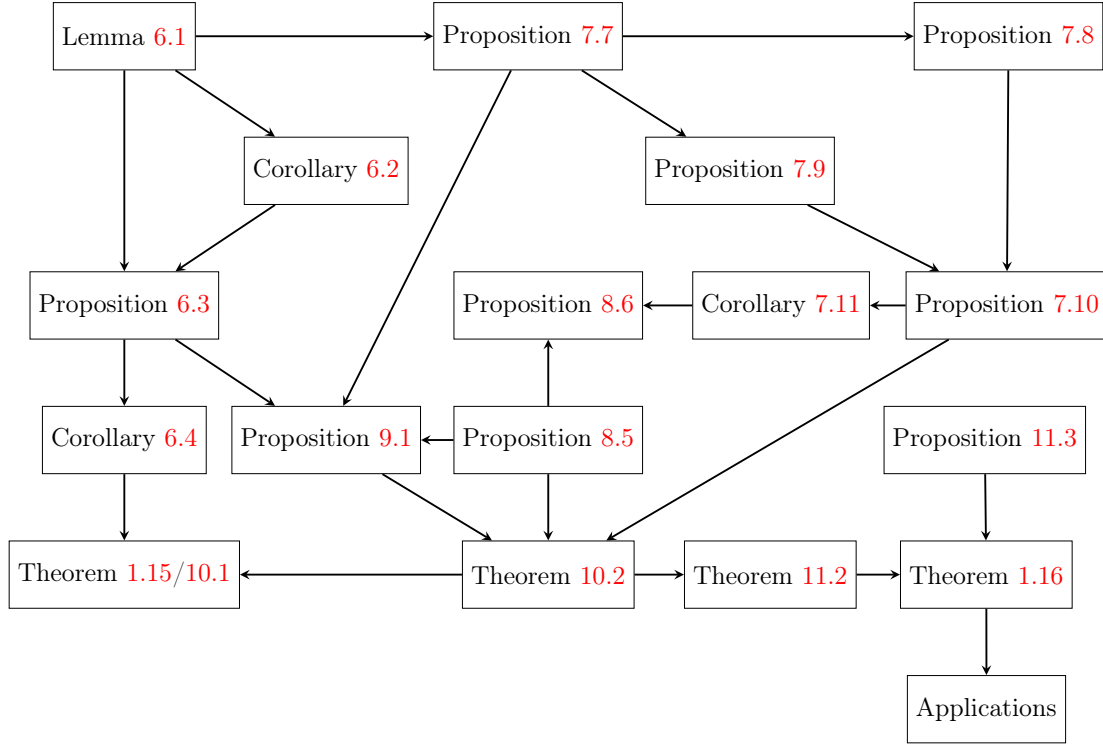 Lemma 6.1
Proposition 7.7
Proposition 7.8
Corollary 6.2
Proposition 7.9
Proposition 6.3
Proposition 8.6
Corollary 7.11
Proposition 7.10
Corollary 6.4
Proposition 9.1
Proposition 8.5
Proposition 11.3
Theorem 1.15/10.1
Theorem 10.2
Theorem 11.2
Theorem 1.16
Applications